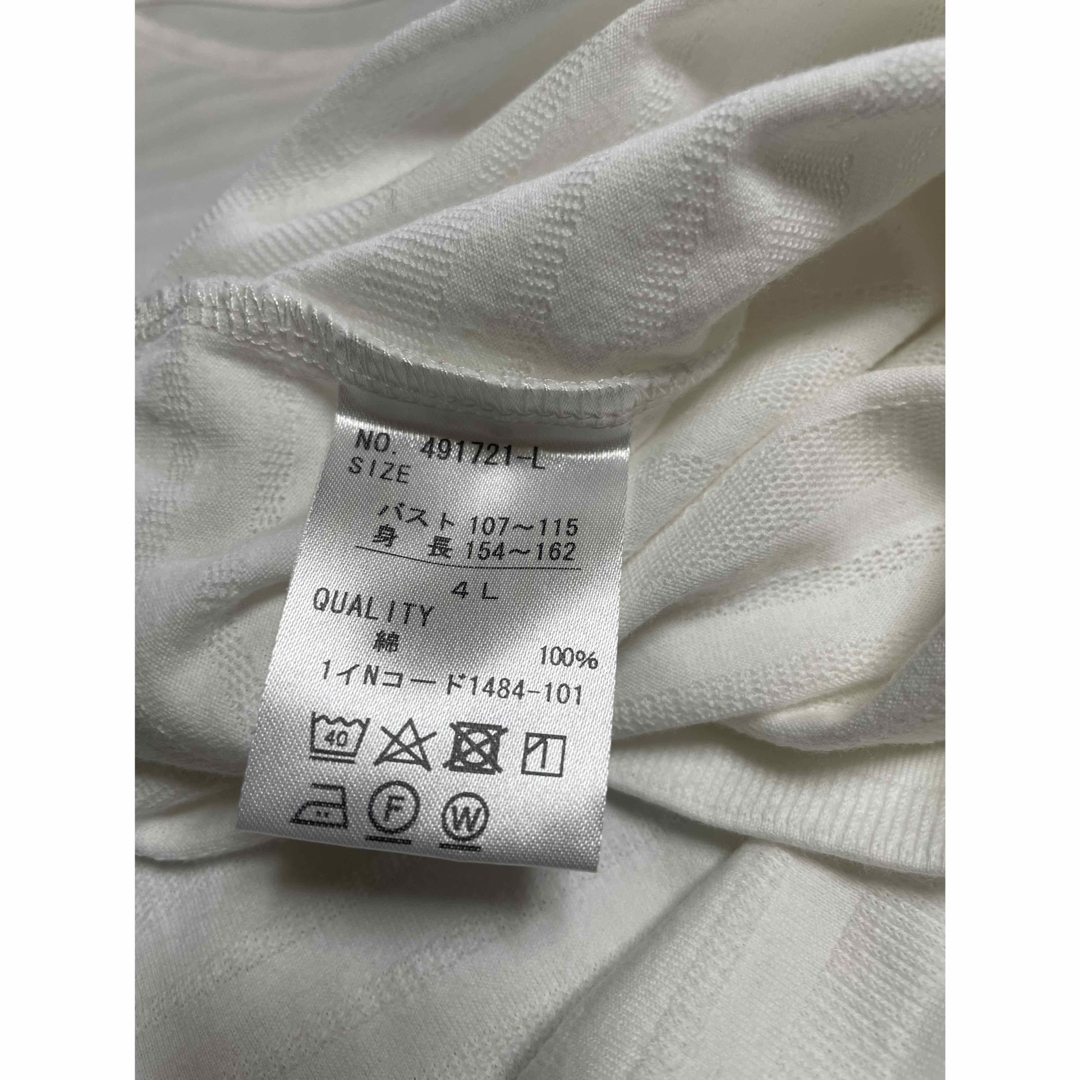 NO. 491721-L
SIZE
バスト 107～115
身 長 154～162
4L
QUALITY
綿 100%
1イNコード1484-101
40
F
W